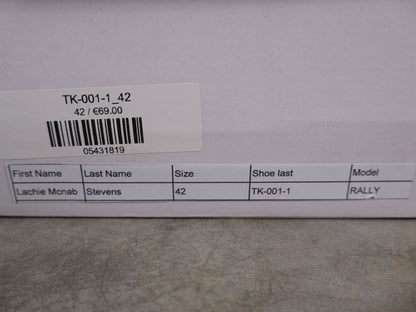 TK-001-1_42
42 / €69.00
05431819
First Name Last Name Size Shoe last Model
Lachie Mcnab Stevens 42 TK-001-1 RALLY